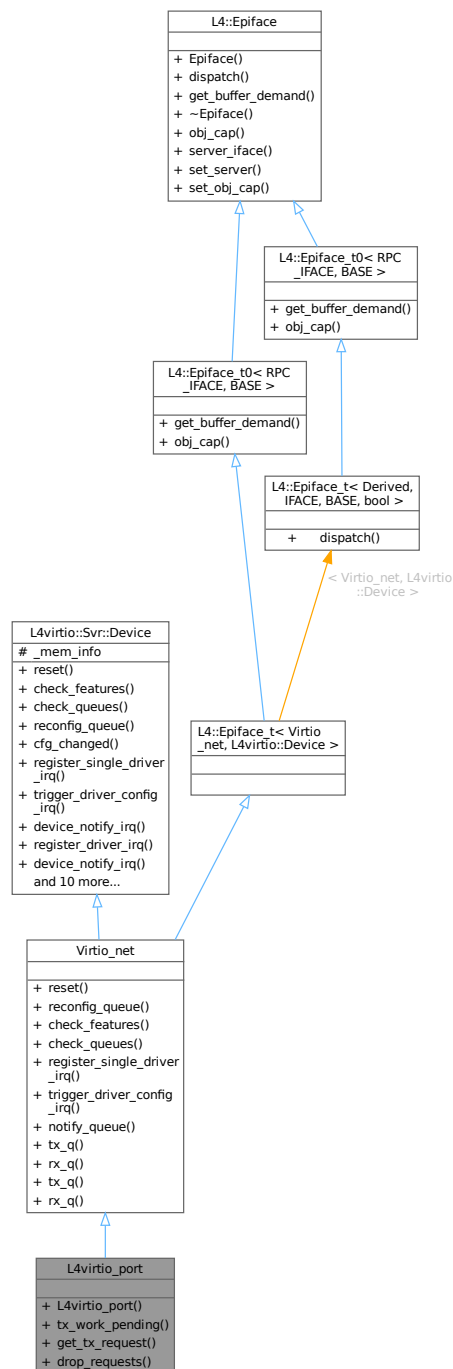 L4::Epiface
+ Epiface()
+ dispatch()
+ get_buffer_demand()
+ ~Epiface()
+ obj_cap()
+ server_iface()
+ set_server()
+ set_obj_cap()
L4::Epiface_t0< RPC
_IFACE, BASE >
+ get_buffer_demand()
+ obj_cap()
L4::Epiface_t0< RPC
_IFACE, BASE >
+ get_buffer_demand()
+ obj_cap()
L4::Epiface_t< Derived,
IFACE, BASE, bool >
+ dispatch()
< Virtio_net, L4virtio
::Device >
L4virtio::Svr::Device
# _mem_info
+ reset()
+ check_features()
+ check_queues()
+ reconfig_queue()
+ cfg_changed()
+ register_single_driver
_irq()
+ trigger_driver_config
_irq()
+ device_notify_irq()
+ register_driver_irq()
+ device_notify_irq()
and 10 more...
L4::Epiface_t< Virtio
_net, L4virtio::Device >
Virtio_net
+ reset()
+ reconfig_queue()
+ check_features()
+ check_queues()
+ register_single_driver
_irq()
+ trigger_driver_config
_irq()
+ notify_queue()
+ tx_q()
+ rx_q()
+ tx_q()
+ rx_q()
L4virtio_port
+ L4virtio_port()
+ tx_work_pending()
+ get_tx_request()
+ drop_requests()